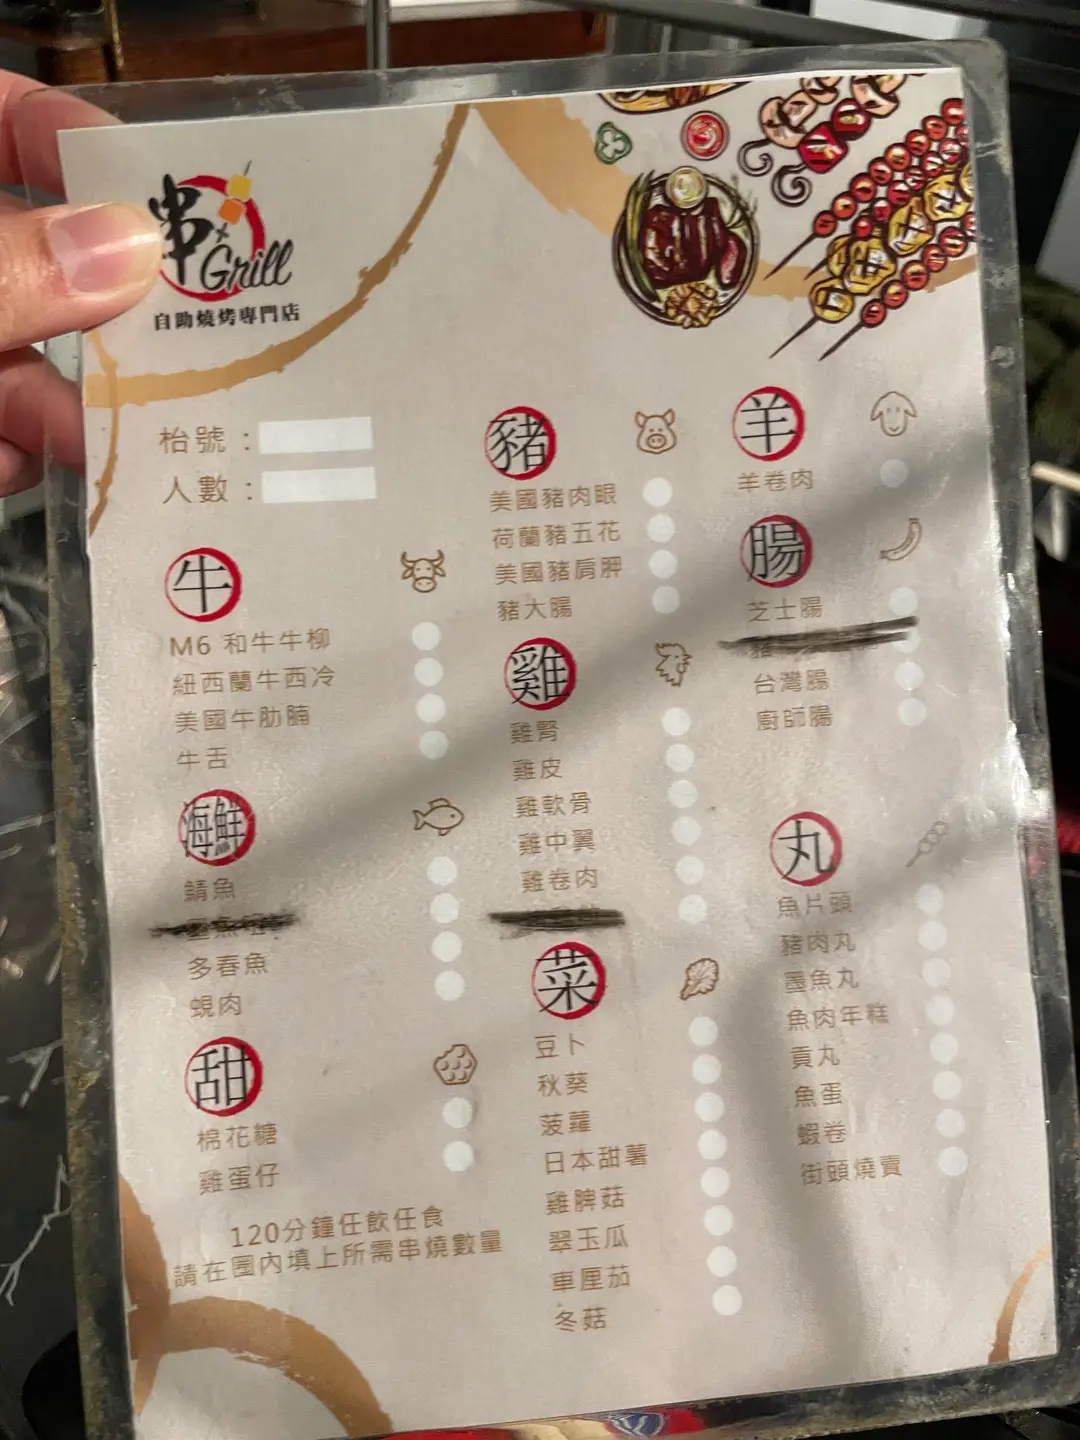 串
Grill
自助燒烤專門店
枱號：
人數：
牛
M6 和牛牛柳
紐西蘭牛西冷
美國牛肋腩
牛舌
海鮮
鯖魚
多春魚
蜆肉
甜
棉花糖
雞蛋仔
120分鐘任飲任食
請在圈內填上所需串燒數量
豬
美國豬肉眼
荷蘭豬五花
美國豬肩胛
豬大腸
雞
雞腎
雞皮
雞軟骨
雞中翼
雞卷肉
菜
豆卜
秋葵
菠蘿
日本甜薯
雞脾菇
翠玉瓜
車厘茄
冬菇
羊
羊卷肉
腸
芝士腸
台灣腸
廚師腸
丸
魚片頭
豬肉丸
墨魚丸
魚肉年糕
貢丸
魚蛋
蝦卷
街頭燒賣